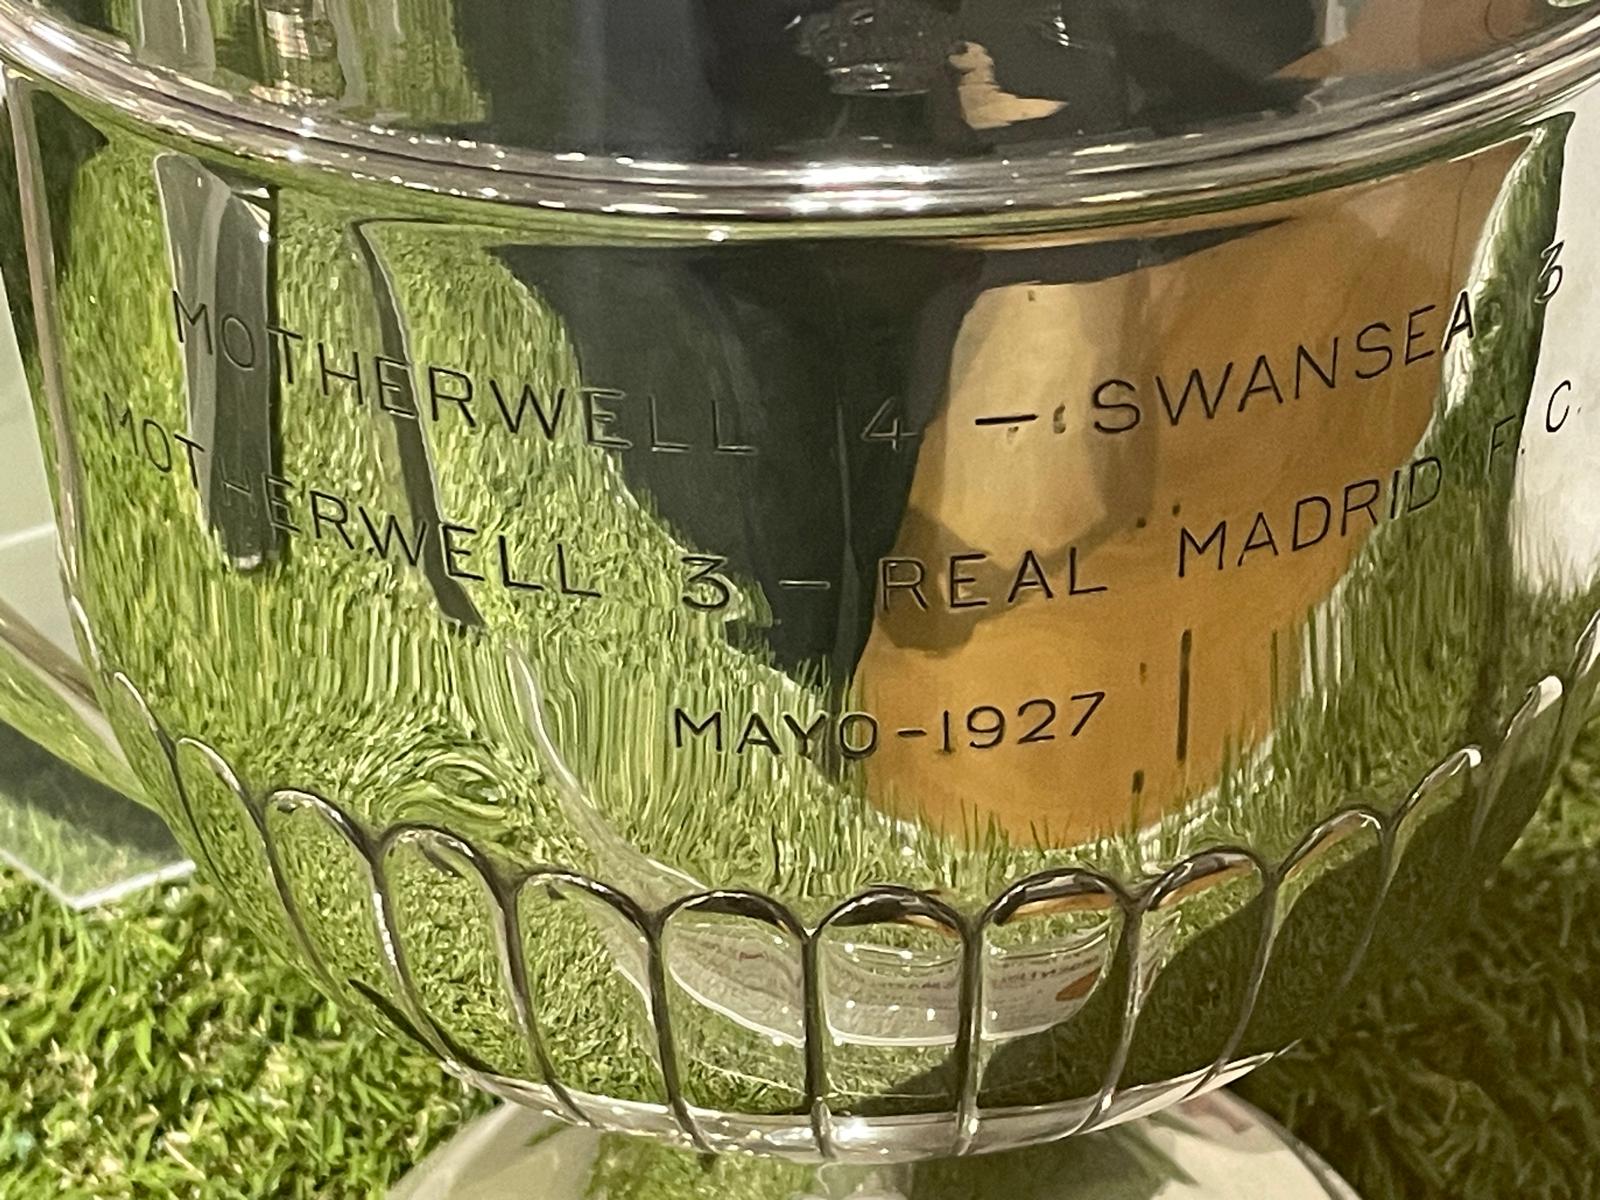 MOTHERWELL 4 — SWANSEA 3
MOTHERWELL 3 — REAL MADRID F.C.
MAYO-1927